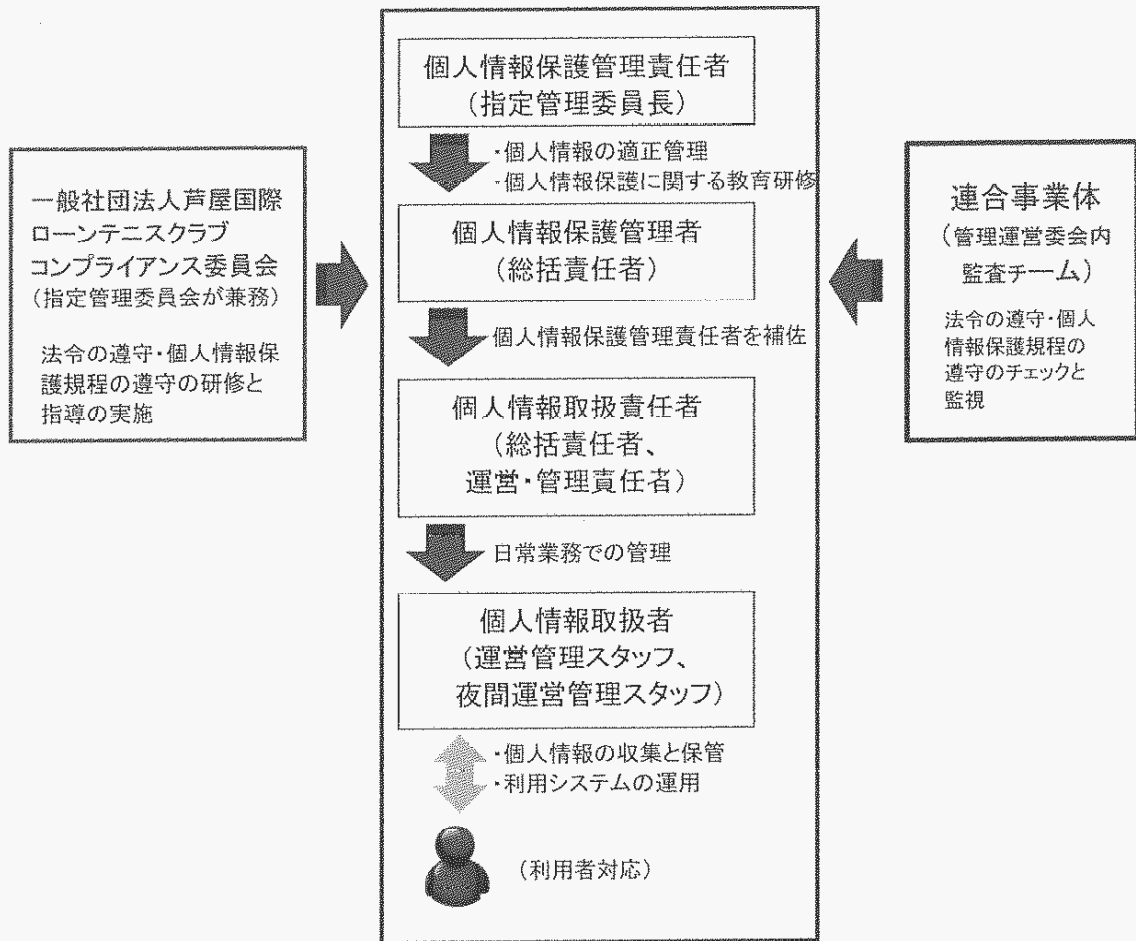 個人情報保護管理責任者
（指定管理委員長）
・個人情報の適正管理
・個人情報保護に関する教育研修
一般社団法人芦屋国際
ローンテニスクラブ
コンプライアンス委員会
（指定管理委員会が兼務）
法令の遵守・個人情報保
護規程の遵守の研修と
指導の実施
個人情報保護管理者
（総括責任者）
連合事業体
（管理運営委会内
監査チーム）
法令の遵守・個人
情報保護規程の
遵守のチェックと
監視
個人情報保護管理責任者を補佐
個人情報取扱責任者
（総括責任者、
運営・管理責任者）
日常業務での管理
個人情報取扱者
（運営管理スタッフ、
夜間運営管理スタッフ）
・個人情報の収集と保管
・利用システムの運用
（利用者対応）